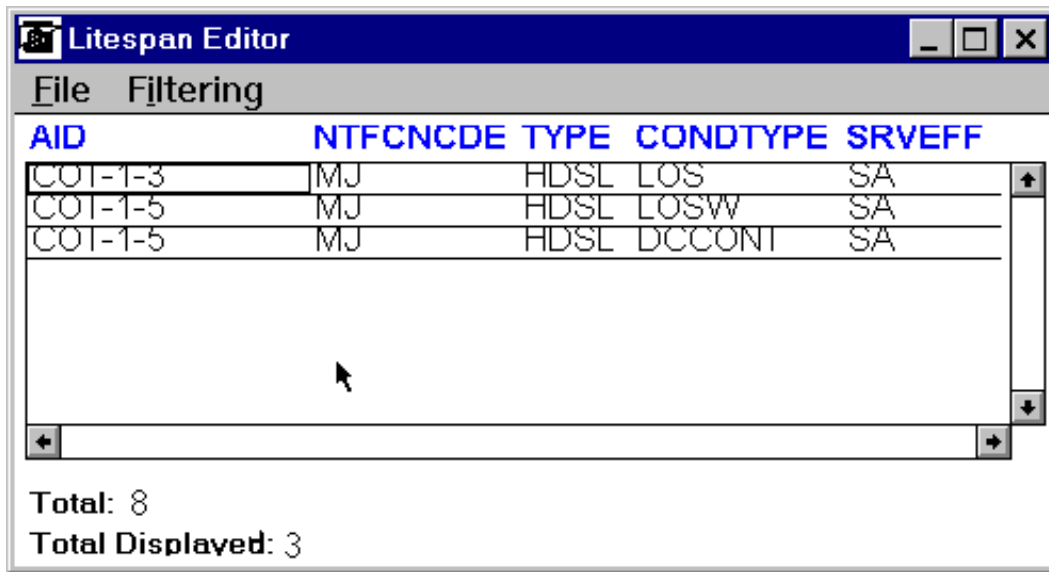 Litespan Editor
File Filtering
AID NTFCNCDE TYPE CONDTYPE SRVEFF
COT-1-3 MJ HDSL LOS SA
COT-1-5 MJ HDSL LOSW SA
COT-1-5 MJ HDSL DCCONT SA
Total: 8
Total Displayed: 3